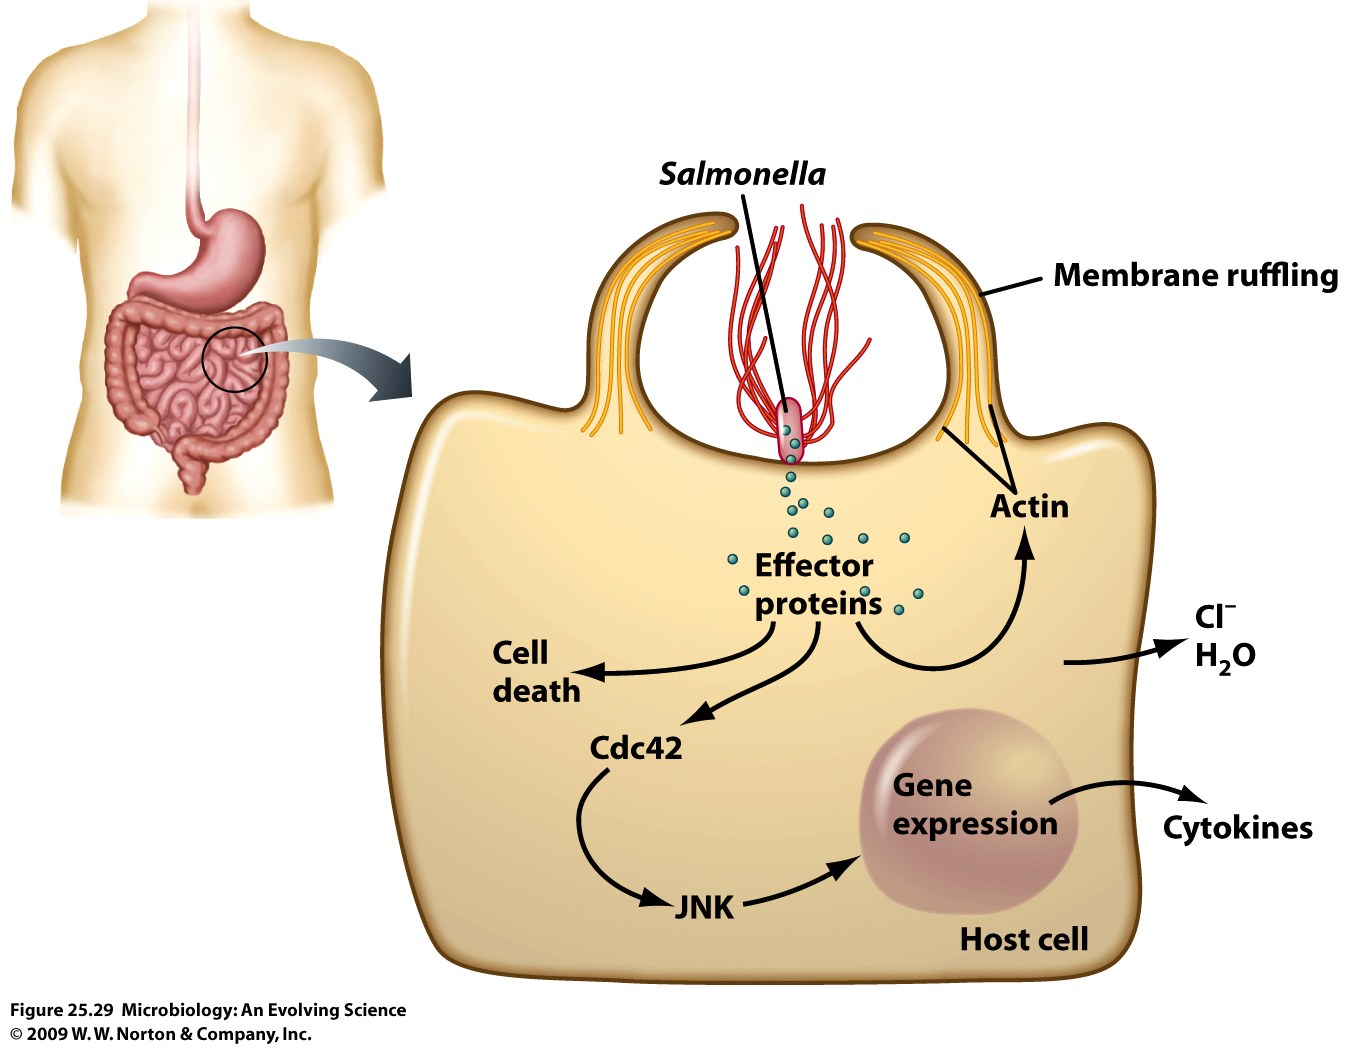 Salmonella
Membrane ruffling
Actin
Effector
proteins
Cell
death
Cl⁻
H₂O
Cdc42
Gene
expression
Cytokines
JNK
Host cell
Figure 25.29 Microbiology: An Evolving Science
© 2009 W. W. Norton & Company, Inc.